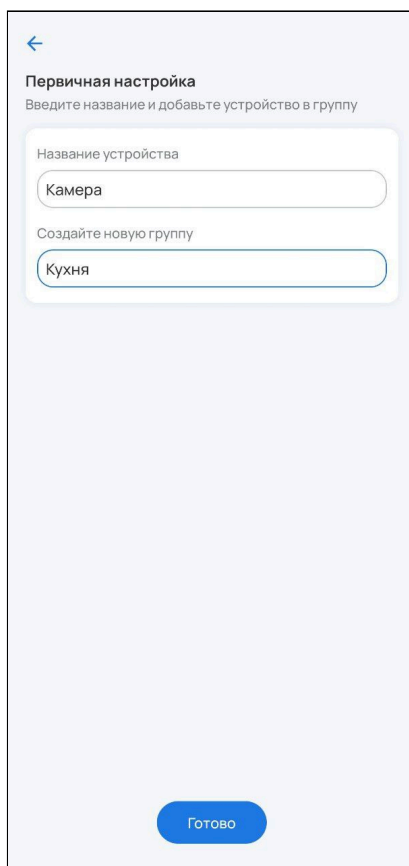 Первичная настройка
Введите название и добавьте устройство в группу
Название устройства
Камера
Создайте новую группу
Кухня
Готово